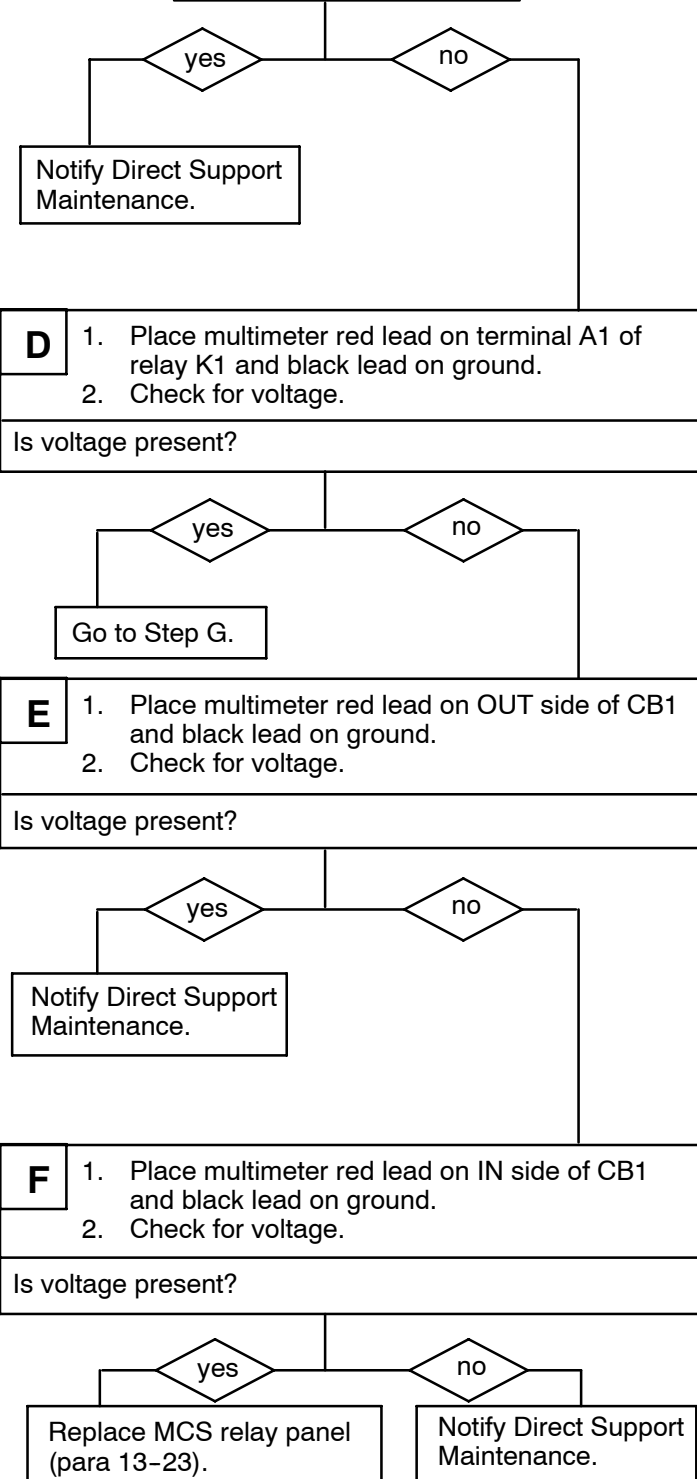 yes no
Notify Direct Support
Maintenance.
D 1. Place multimeter red lead on terminal A1 of
relay K1 and black lead on ground.
2. Check for voltage.
Is voltage present?
yes no
Go to Step G.
E 1. Place multimeter red lead on OUT side of CB1
and black lead on ground.
2. Check for voltage.
Is voltage present?
yes no
Notify Direct Support
Maintenance.
F 1. Place multimeter red lead on IN side of CB1
and black lead on ground.
2. Check for voltage.
Is voltage present?
yes no
Replace MCS relay panel
(para 13-23).
Notify Direct Support
Maintenance.